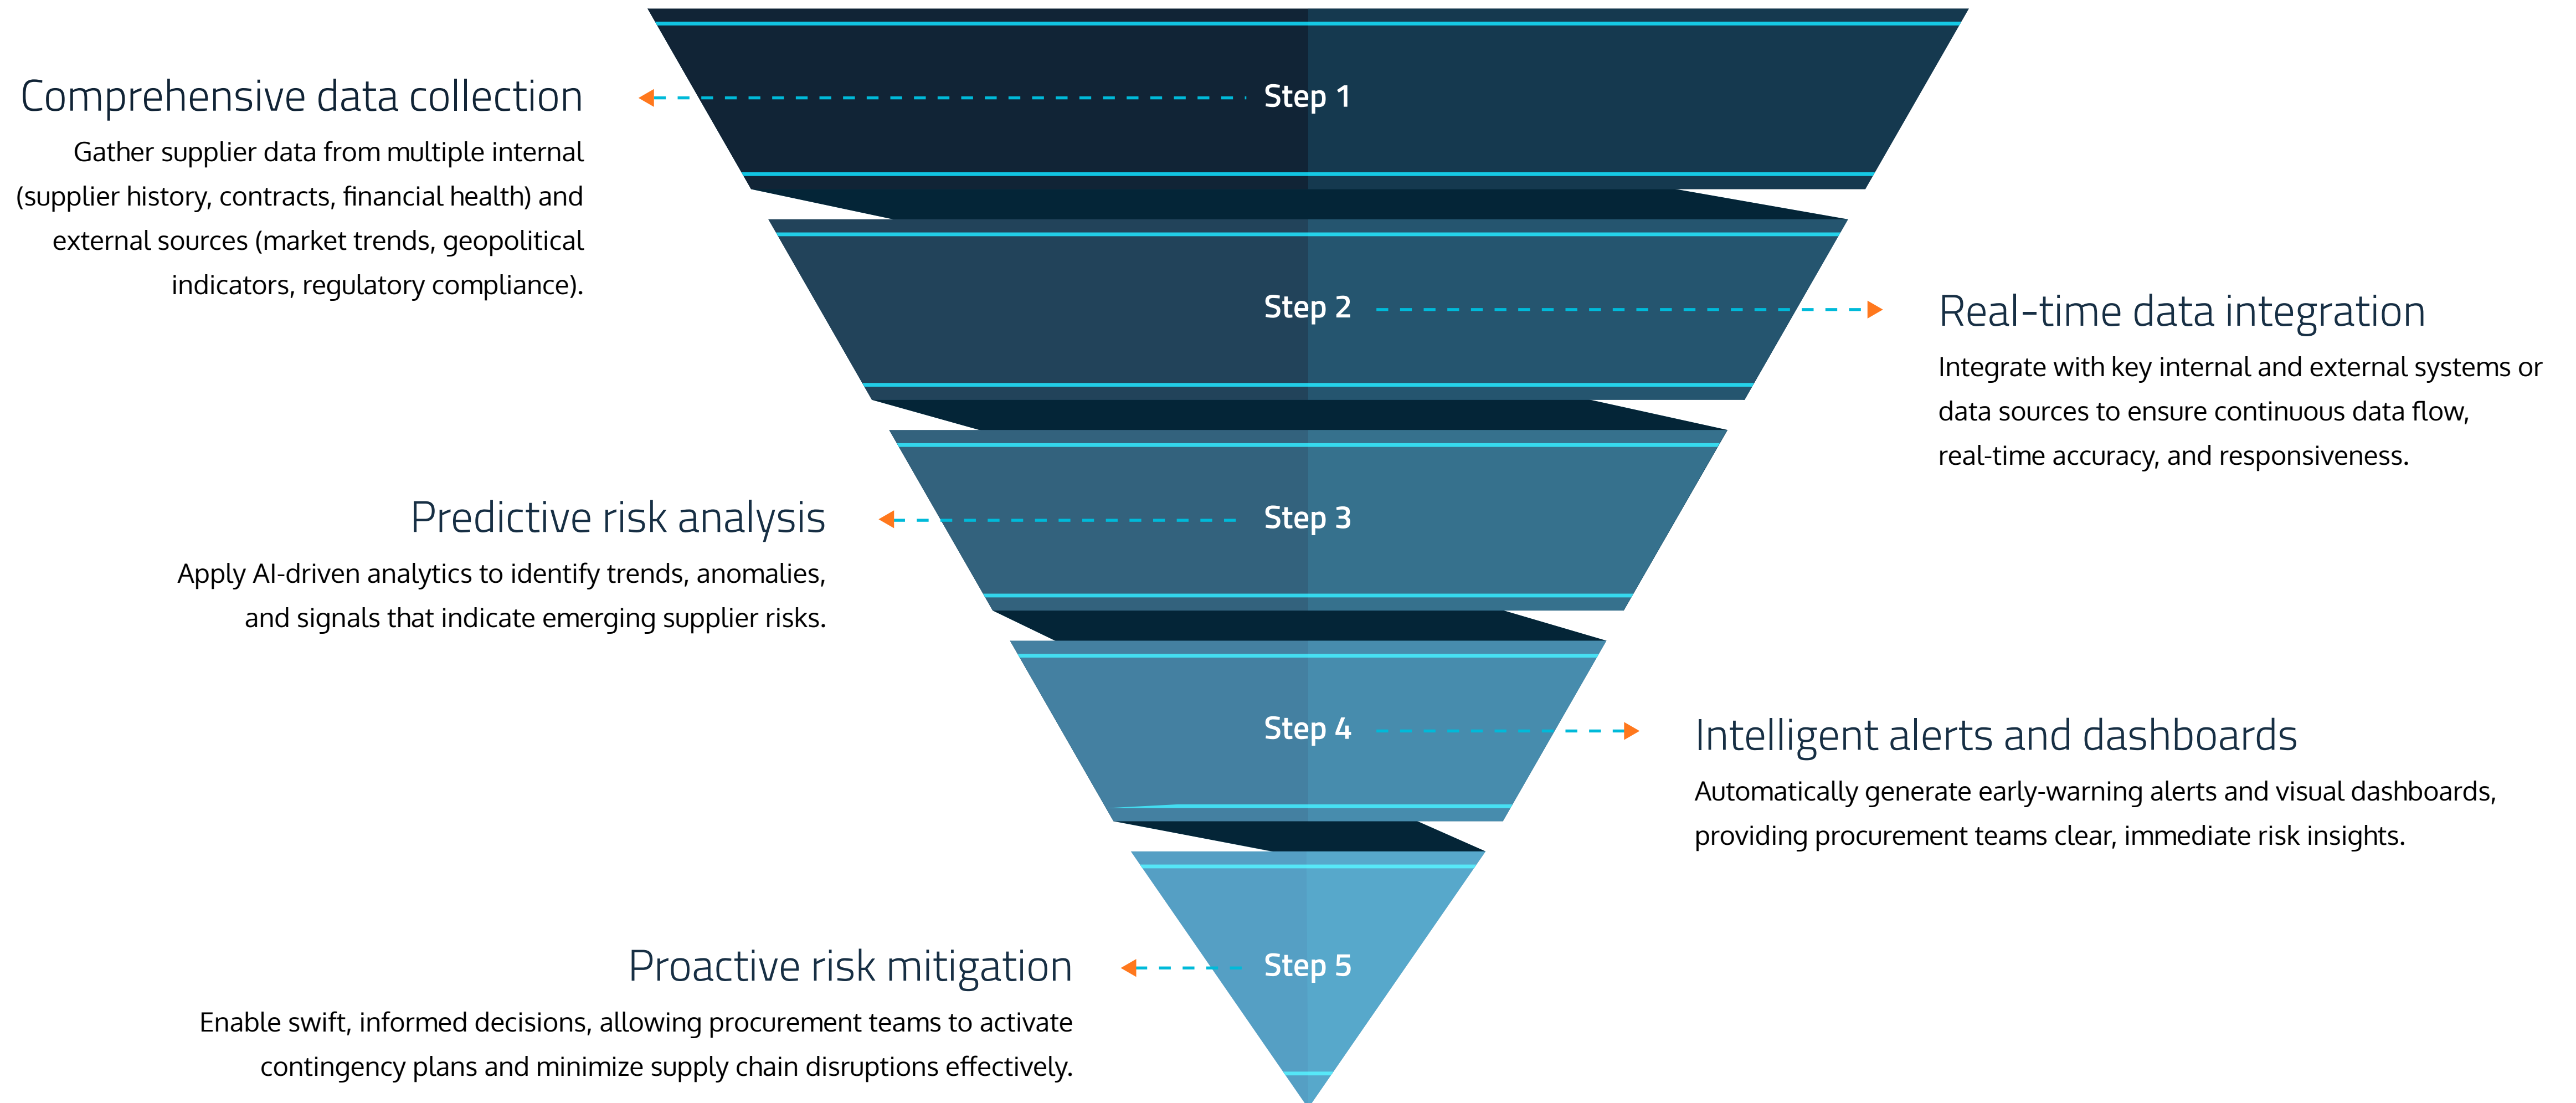 Step 1
Comprehensive data collection
Gather supplier data from multiple internal
(supplier history, contracts, financial health) and
external sources (market trends, geopolitical
indicators, regulatory compliance).
Step 2
Real-time data integration
Integrate with key internal and external systems or
data sources to ensure continuous data flow,
real-time accuracy, and responsiveness.
Step 3
Predictive risk analysis
Apply AI-driven analytics to identify trends, anomalies,
and signals that indicate emerging supplier risks.
Step 4
Intelligent alerts and dashboards
Automatically generate early-warning alerts and visual dashboards,
providing procurement teams clear, immediate risk insights.
Step 5
Proactive risk mitigation
Enable swift, informed decisions, allowing procurement teams to activate
contingency plans and minimize supply chain disruptions effectively.